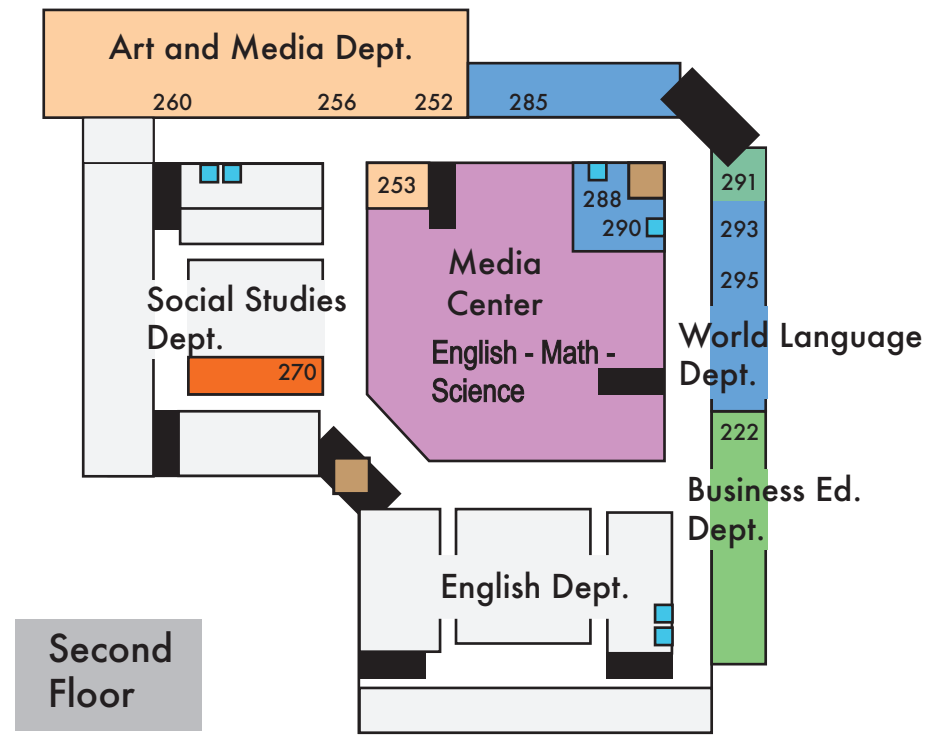 Art and Media Dept.
260 256 252 285
253
288
290
291
293
295
Media
Center
English - Math -
Science
Social Studies
Dept.
270
World Language
Dept.
222
Business Ed.
Dept.
English Dept.
Second
Floor